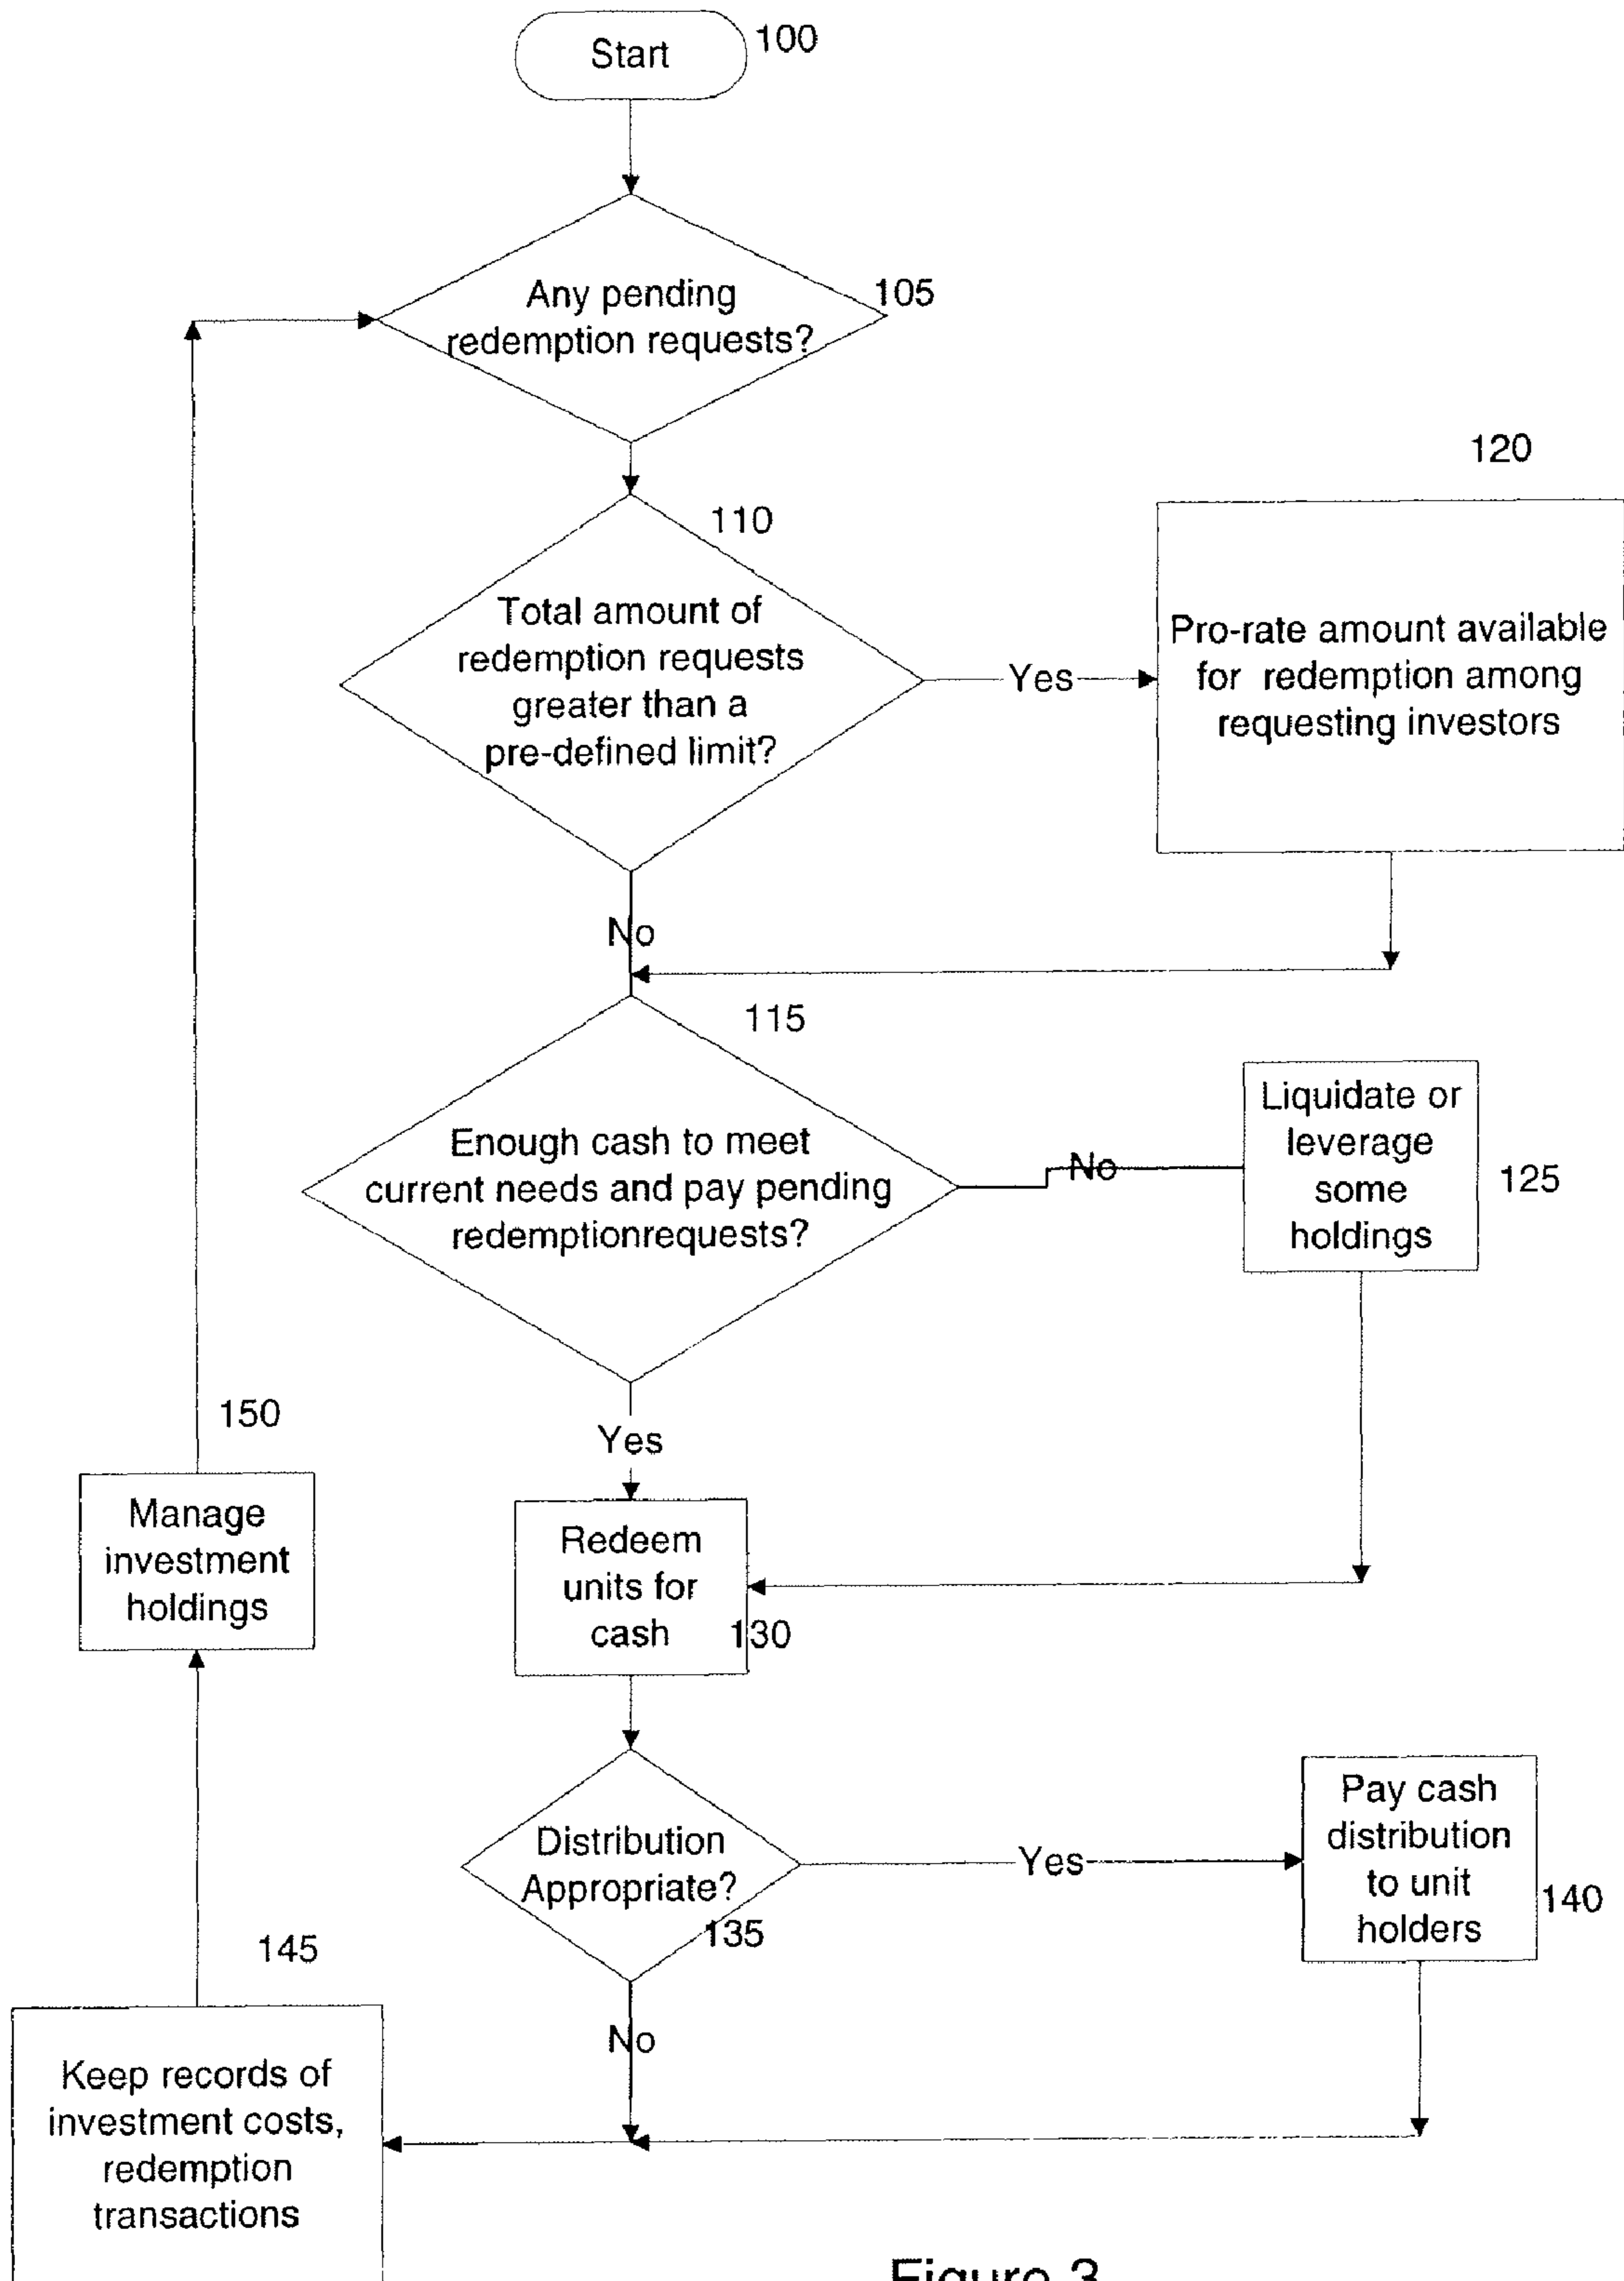 Start
100
Any pending
redemption requests?
105
120
110
Total amount of
redemption requests
greater than a
pre-defined limit?
Yes
Pro-rate amount available
for redemption among
requesting investors
No
115
Enough cash to meet
current needs and pay pending
redemptionrequests?
No
Liquidate or
leverage
some
holdings
125
Yes
150
Manage
investment
holdings
Redeem
units for
cash
130
Distribution
Appropriate?
135
Yes
Pay cash
distribution
to unit
holders
140
145
No
Keep records of
investment costs,
redemption
transactions
Figure 3